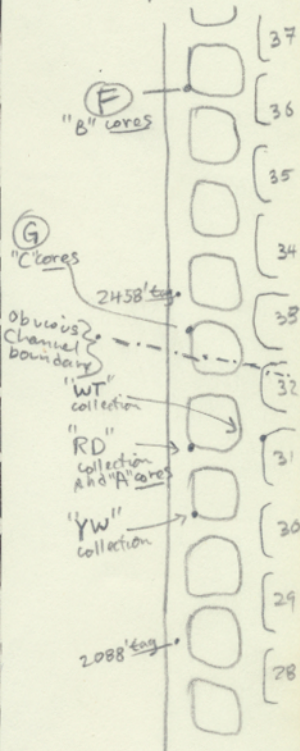 37
F
"B" cores
36
35
G
"C" cores
34
2458' tag
33
obvious
Channel
boundary
32
"WT"
collection
"RD"
collection
and "A" cores
31
"YW"
collection
30
29
2088' tag
28